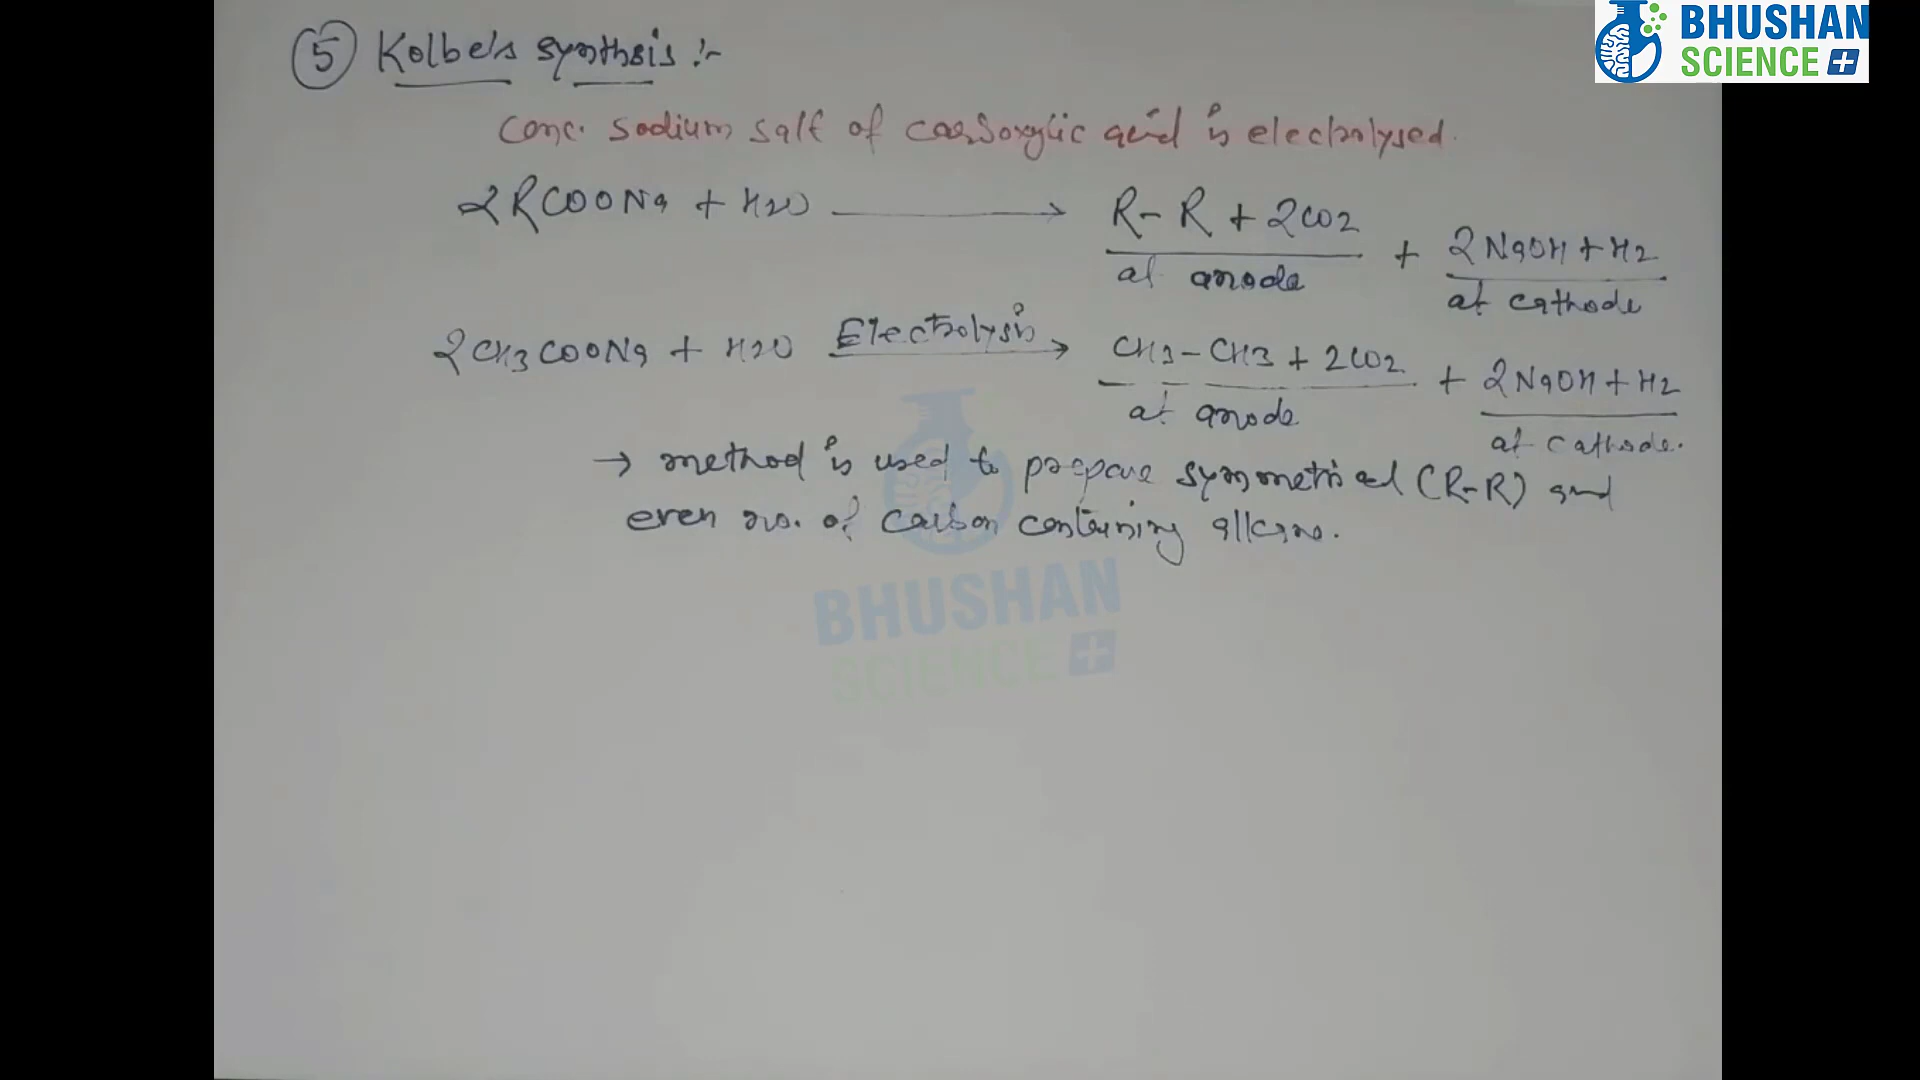 BHUSHAN
SCIENCE +
5 Kolbe's synthsis :-
Conc. sodium salt of carboxylic acid is electrolysed.
2RCOONa + H2O ⟶ R-R + 2CO2 + 2NaOH + H2
at anode at cathode
2CH3COONa + H2O Electrolysis → CH3-CH3 + 2CO2 + 2NaOH + H2
at anode at cathode.
→ method is used to prepare symmetrical (R-R) and
even no. of carbon containing alkane.
BHUSHAN
SCIENCE +